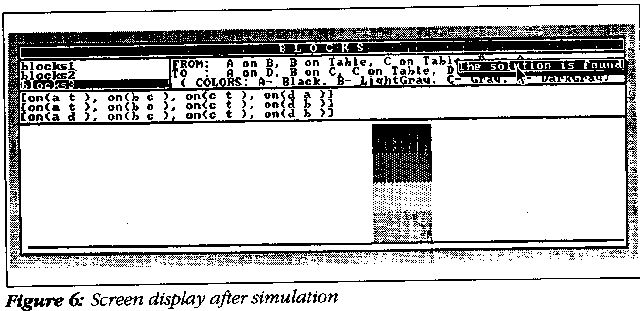 BLOCKS
blocks1
blocks2
blocks3
FROM: A on B, B on Table, C on Tabl
TO : A on D, B on C, C on Table, D
The solution is found
( COLORS: A- Black, B- LightGray, C- Gray, DarkGray)
[on(a t ), on(b c ), on(c t ), on(d a )]
[on(a t ), on(b c ), on(c t ), on(d b )]
[on(a d ), on(b c ), on(c t ), on(d b )]
Figure 6: Screen display after simulation